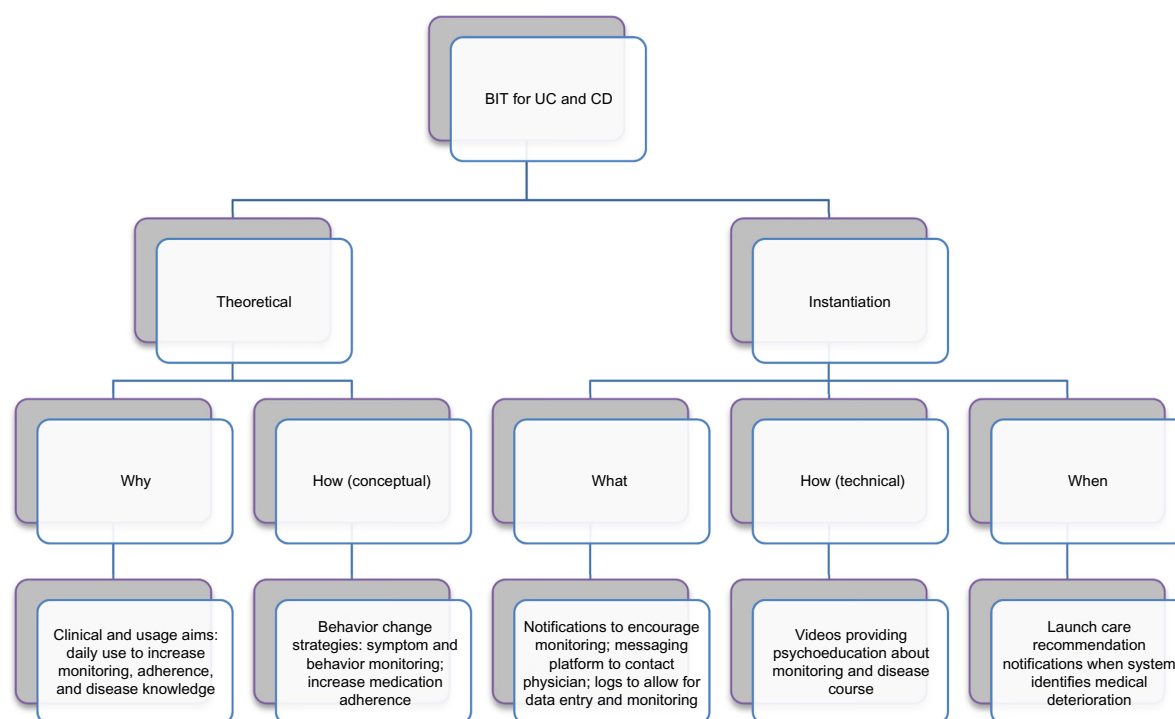 BIT for UC and CD
Theoretical
Instantiation
Why
How (conceptual)
What
How (technical)
When
Clinical and usage aims:
daily use to increase
monitoring, adherence,
and disease knowledge
Behavior change
strategies: symptom and
behavior monitoring;
increase medication
adherence
Notifications to encourage
monitoring; messaging
platform to contact
physician; logs to allow for
data entry and monitoring
Videos providing
psychoeducation about
monitoring and disease
course
Launch care
recommendation
notifications when system
identifies medical
deterioration